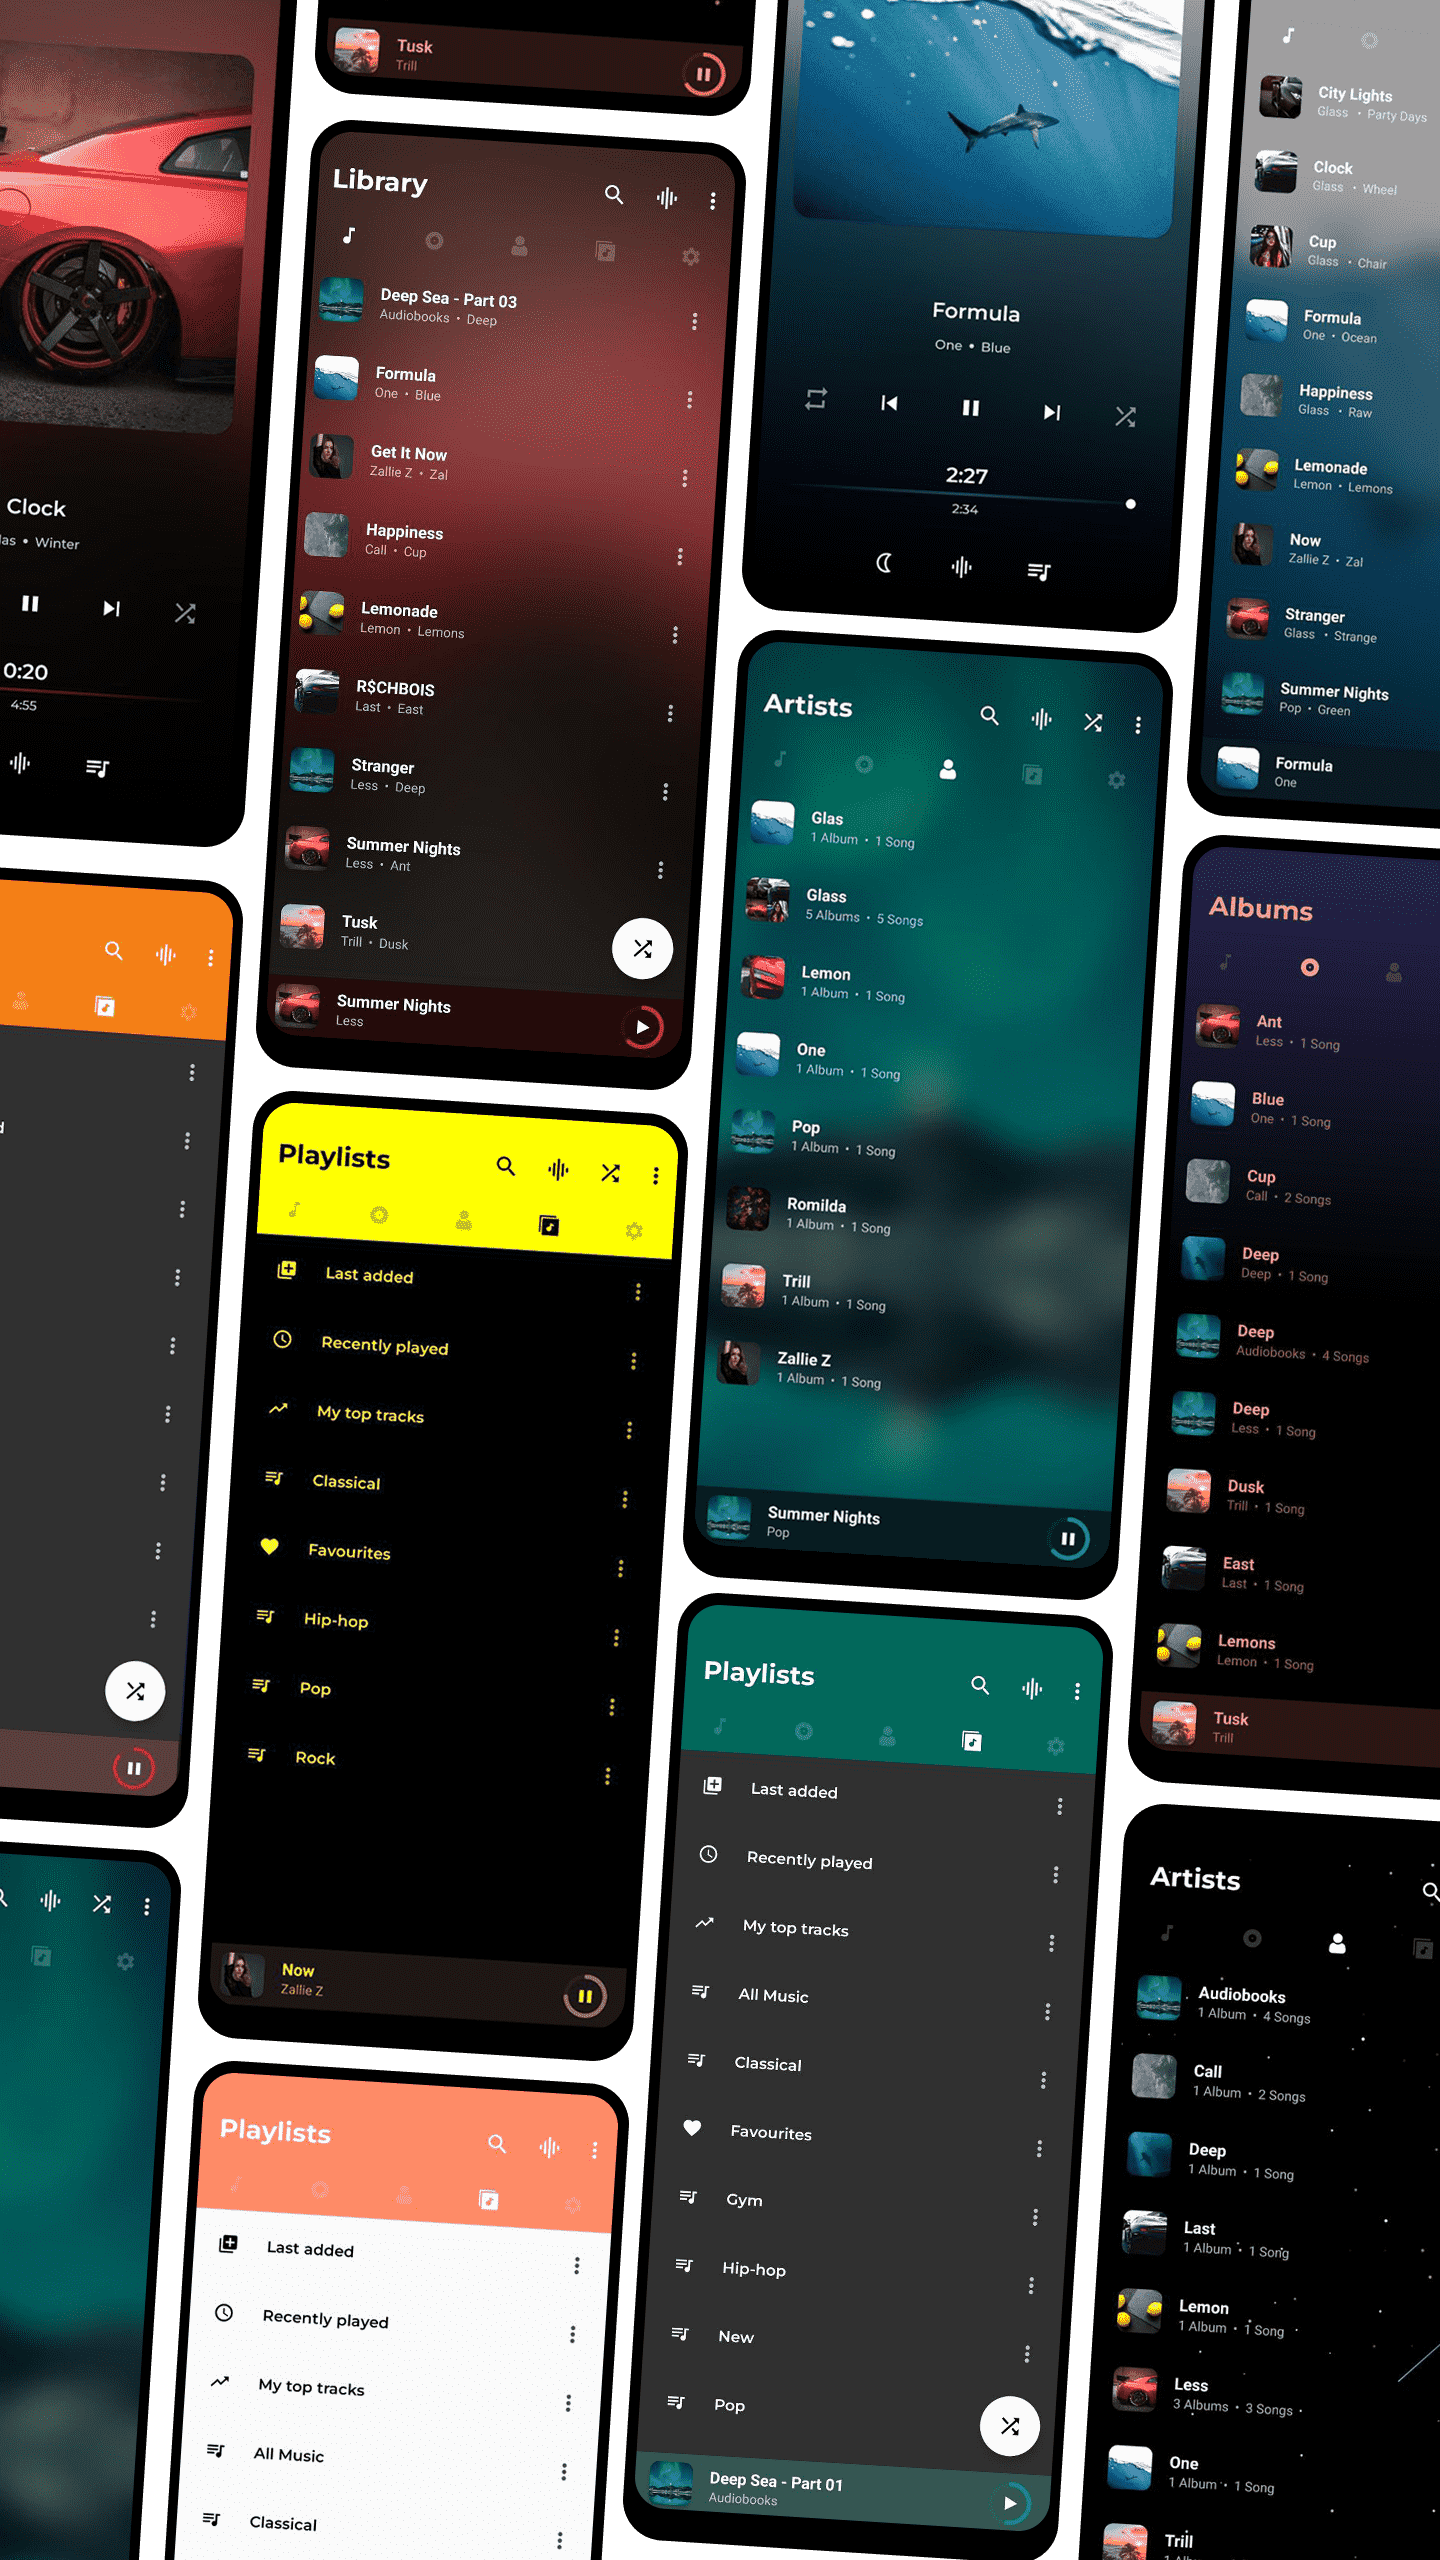 Clock
Winter
0:20
4:55
Tusk
Trill
Library
Deep Sea - Part 03
Audiobooks • Deep
Formula
One • Blue
Get It Now
Zallie Z • Zal
Happiness
Call • Cup
Lemonade
Lemon • Lemons
R$CHBOIS
Last • East
Stranger
Less • Deep
Summer Nights
Less • Ant
Tusk
Trill • Dusk
Summer Nights
Less
Playlists
Last added
Recently played
My top tracks
Classical
Favourites
Hip-hop
Pop
Rock
Now
Zallie Z
Playlists
Last added
Recently played
My top tracks
All Music
Classical
Formula
One • Blue
2:27
2:34
Artists
Glas
1 Album • 1 Song
Glass
5 Albums • 5 Songs
Lemon
1 Album • 1 Song
One
1 Album • 1 Song
Pop
1 Album • 1 Song
Romilda
1 Album • 1 Song
Trill
1 Album • 1 Song
Zallie Z
1 Album • 1 Song
Summer Nights
Pop
Playlists
Last added
Recently played
My top tracks
All Music
Classical
Favourites
Gym
Hip-hop
New
Pop
Deep Sea - Part 01
Audiobooks
City Lights
Glass • Party Days
Clock
Glass • Wheel
Cup
Glass • Chair
Formula
One • Ocean
Happiness
Glass • Raw
Lemonade
Lemon • Lemons
Now
Zallie Z • Zal
Stranger
Glass • Strange
Summer Nights
Pop • Green
Formula
One
Albums
Ant
Less • 1 Song
Blue
One • 1 Song
Cup
Call • 2 Songs
Deep
Deep • 1 Song
Deep
Audiobooks • 4 Songs
Deep
Less • 1 Song
Dusk
Trill • 1 Song
East
Last • 1 Song
Lemons
Lemon • 1 Song
Tusk
Trill
Artists
Audiobooks
1 Album • 4 Songs
Call
1 Album • 2 Songs
Deep
1 Album • 1 Song
Last
1 Album • 1 Song
Lemon
1 Album • 1 Song
Less
3 Albums • 3 Songs
One
1 Album • 1 Song
Trill